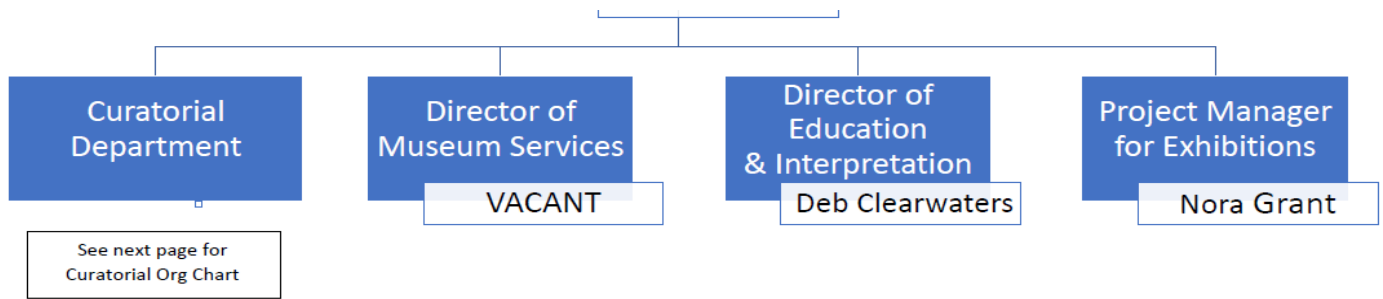 Curatorial
Department
Director of
Museum Services
VACANT
Director of
Education
& Interpretation
Deb Clearwaters
Project Manager
for Exhibitions
Nora Grant
See next page for
Curatorial Org Chart